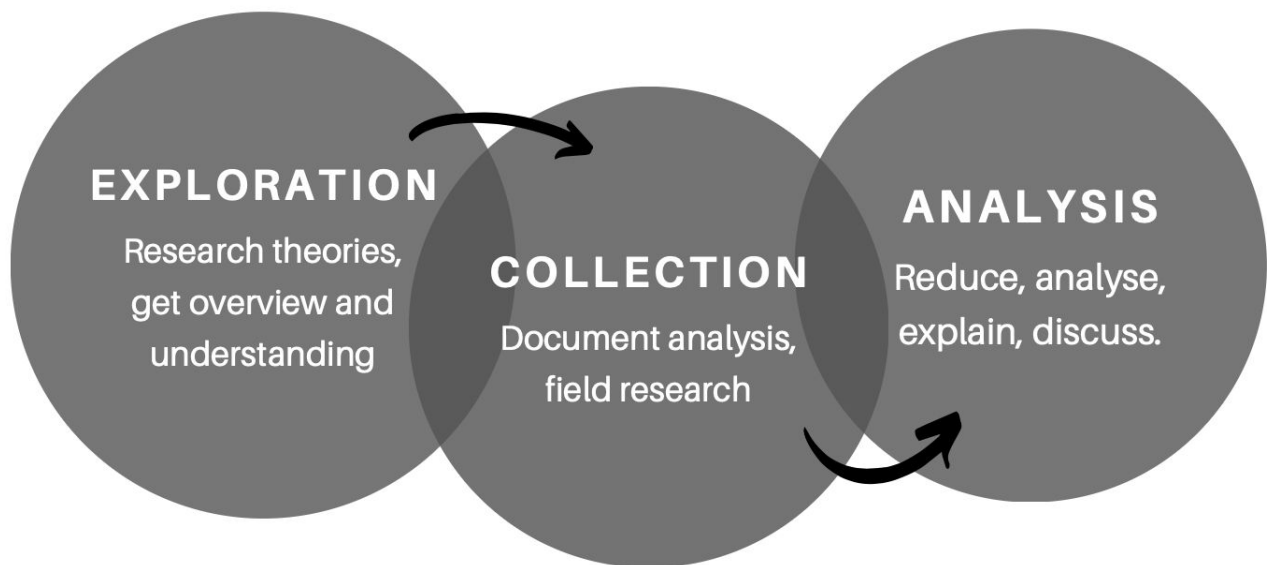 EXPLORATION
Research theories,
get overview and
understanding
COLLECTION
Document analysis,
field research
ANALYSIS
Reduce, analyse,
explain, discuss.